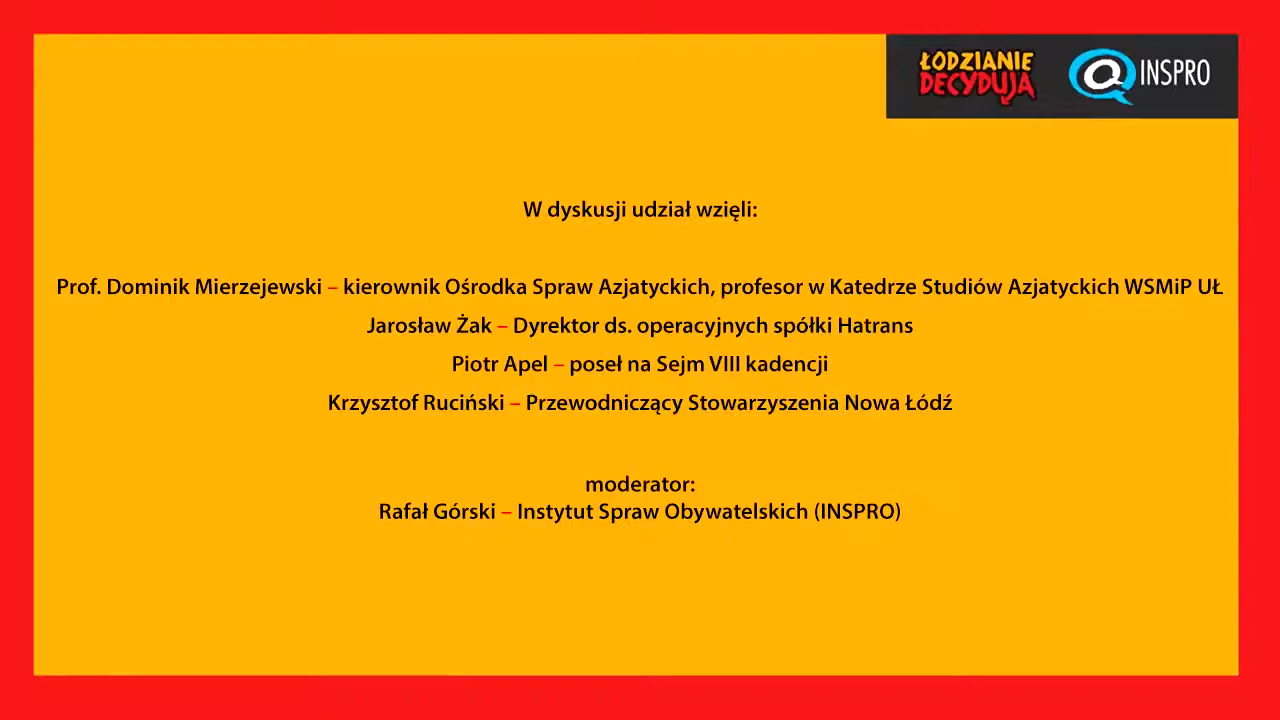 ŁODZIANIE
DECYDUJĄ
INSPRO
W dyskusji udział wzięli:
Prof. Dominik Mierzejewski – kierownik Ośrodka Spraw Azjatyckich, profesor w Katedrze Studiów Azjatyckich WSMiP UŁ
Jarosław Żak – Dyrektor ds. operacyjnych spółki Hatrans
Piotr Apel – poseł na Sejm VIII kadencji
Krzysztof Ruciński – Przewodniczący Stowarzyszenia Nowa Łódź
moderator:
Rafał Górski – Instytut Spraw Obywatelskich (INSPRO)